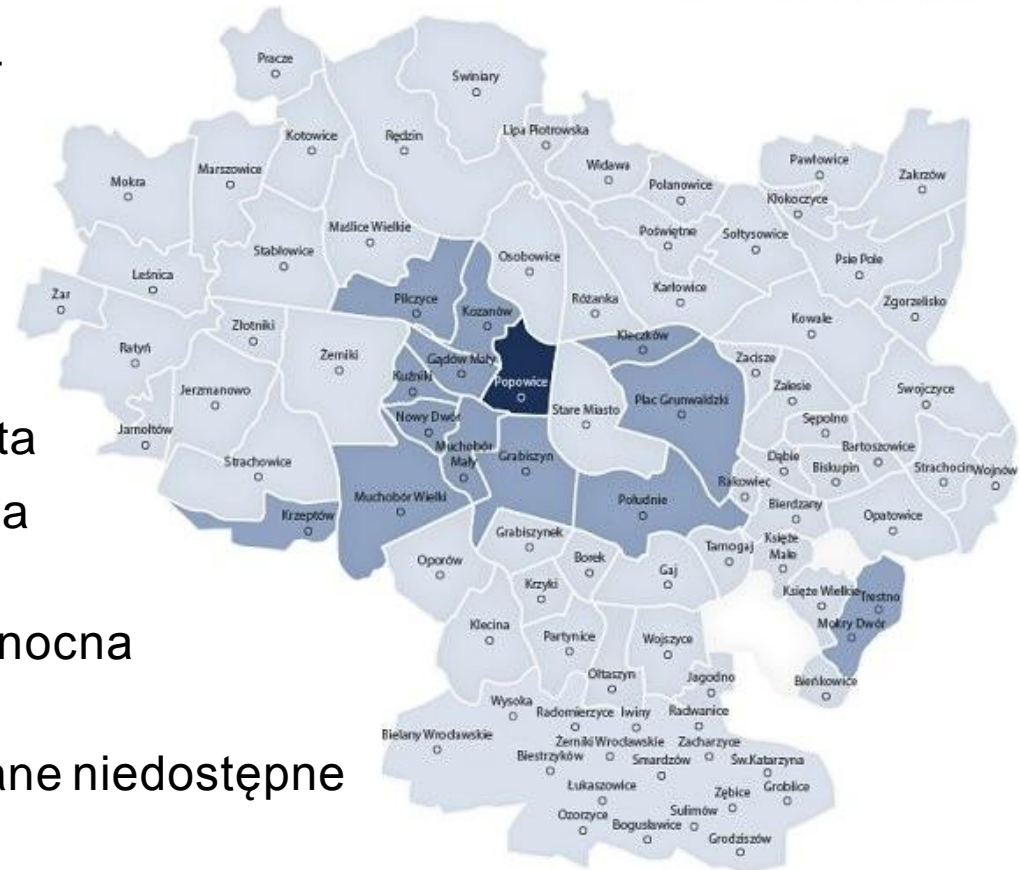 Pracze
Swiniary
Kotowice
Rędzin
Lipa Piotrowska
Widawa
Pawłowice
Zakrzów
Mokra
Marszowice
Polanowice
Kłokoczyce
Maślice Wielkie
Poświętne
Sołtysowice
Stabłowice
Osobowice
Psie Pole
Leśnica
Żar
Pilczyce
Kozanów
Różanka
Karłowice
Zgorzelisko
Złotniki
Kowale
Ratyń
Żerniki
Gądów Mały
Kleczków
Zacisze
Kuźniki
Popowice
Jerzmanowo
Zalesie
Swojczyce
Nowy Dwór
Stare Miasto
Plac Grunwaldzki
Sępolno
Jarnołtów
ta
Muchobór
Mały
Grabiszyn
Bartoszowice
Strachowice
Dąbie
Biskupin
Strachocin
Wojnów
Rakowiec
Muchobór Wielki
Południe
Bierdzany
a
Krzeptów
Opatowice
Grabiszynek
Tarnogaj
Księże
Małe
Oporów
Borek
Gaj
Krzyki
Księże Wielkie
Trestno
Klecina
Partynice
Wojszyce
Mokry Dwór
nocna
Ołtaszyn
Jagodno
Bieńkowice
Wysoka
Radomierzyce
Iwiny
Radwanice
Bielany Wrocławskie
Żerniki Wrocławskie
Zacharzyce
Biestrzyków
Smardzów
Św.Katarzyna
ane niedostępne
Łukaszowice
Zębice
Groblice
Ozorzyce
Sulimów
Bogusławice
Grodziszów